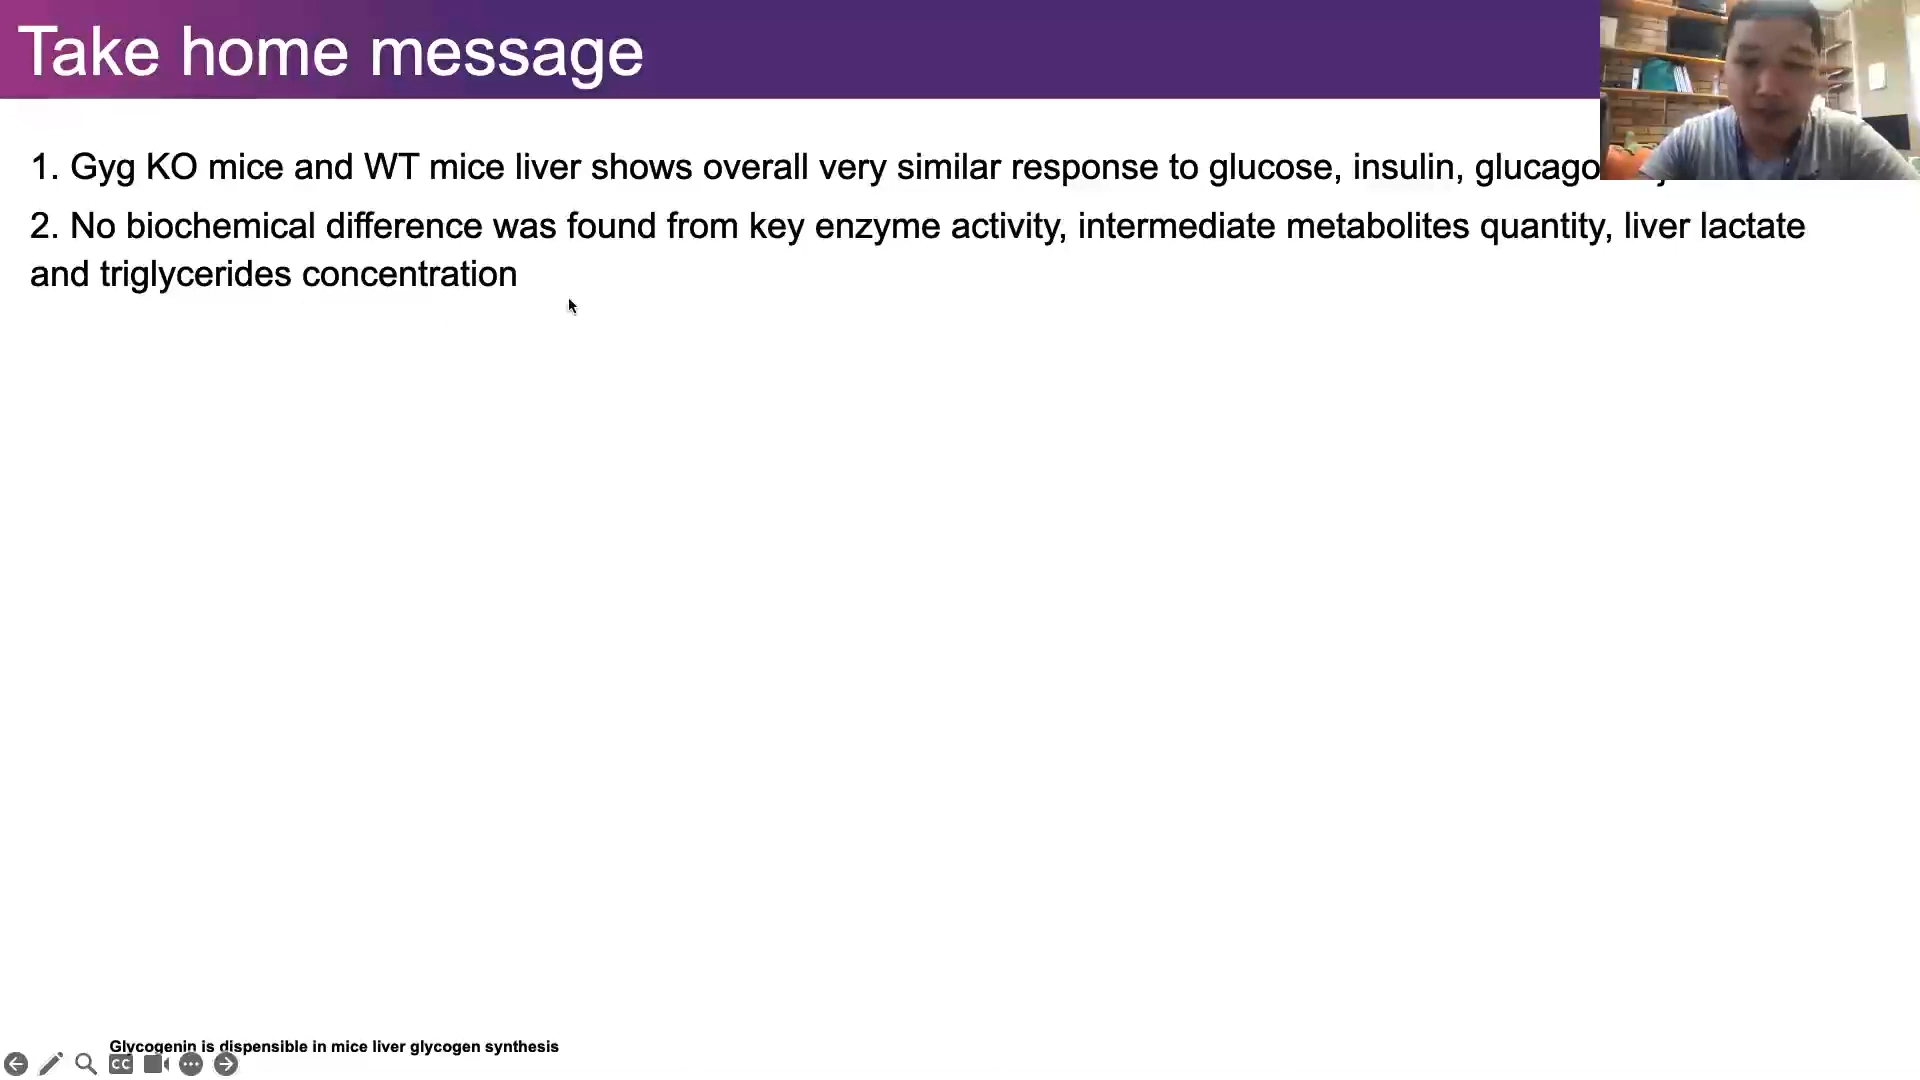 Take home message
1. Gyg KO mice and WT mice liver shows overall very similar response to glucose, insulin,
2. No biochemical difference was found from key enzyme activity, intermediate metabolites quantity, liver lactate
and triglycerides concentration
Glycogenin is dispensible in mice liver glycogen synthesis
CC